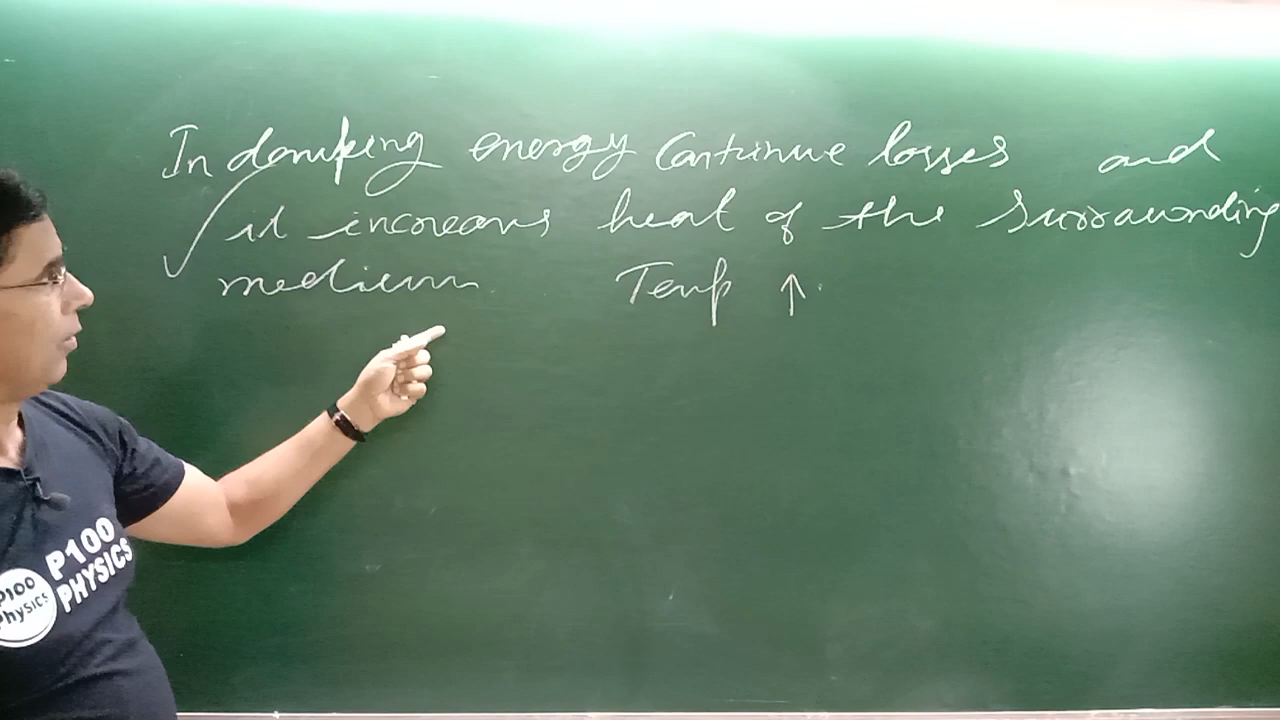 In damping energy continue losses and
it increases heat of the surrounding
medium Temp ↑
P100
PHYSICS
P100
Physics